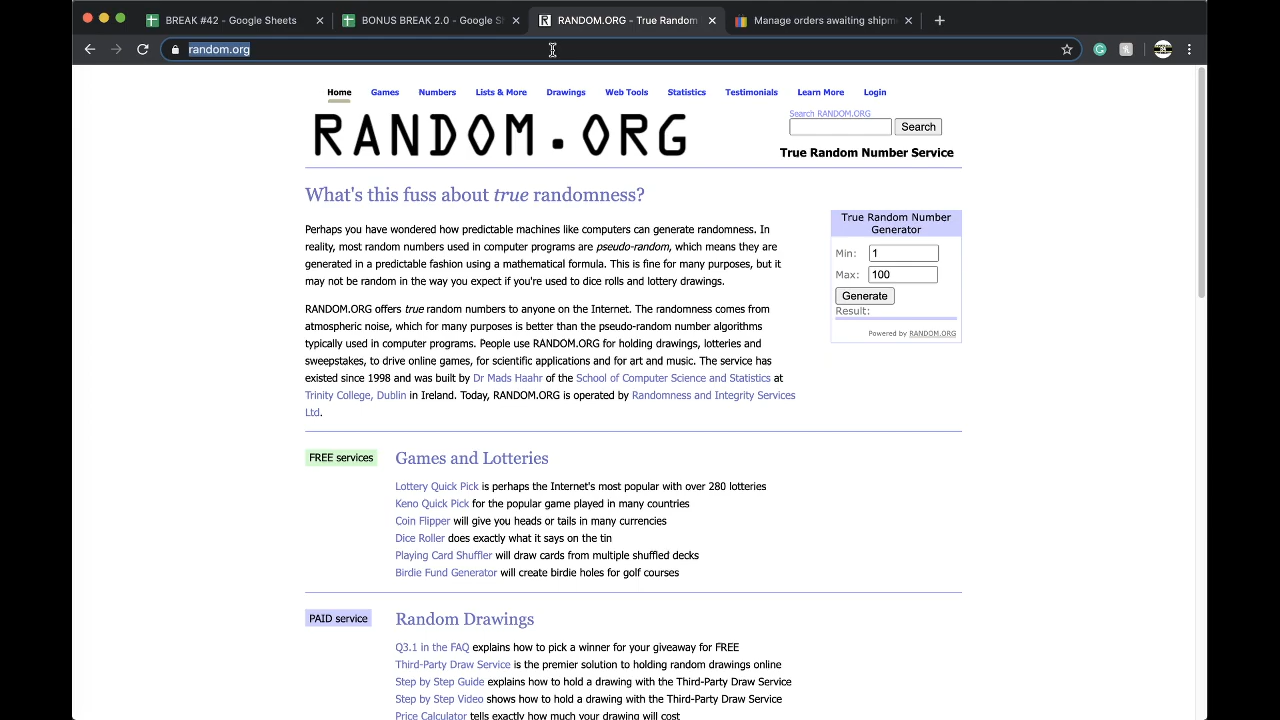 BREAK #42 - Google Sheets
BONUS BREAK 2.0 - Google S
RANDOM.ORG - True Random
Manage orders awaiting shipm
random.org
Home Games Numbers Lists & More Drawings Web Tools Statistics Testimonials Learn More Login
RANDOM.ORG
Search RANDOM.ORG
Search
True Random Number Service
What's this fuss about true randomness?
Perhaps you have wondered how predictable machines like computers can generate randomness. In
reality, most random numbers used in computer programs are pseudo-random, which means they are
generated in a predictable fashion using a mathematical formula. This is fine for many purposes, but it
may not be random in the way you expect if you're used to dice rolls and lottery drawings.
RANDOM.ORG offers true random numbers to anyone on the Internet. The randomness comes from
atmospheric noise, which for many purposes is better than the pseudo-random number algorithms
typically used in computer programs. People use RANDOM.ORG for holding drawings, lotteries and
sweepstakes, to drive online games, for scientific applications and for art and music. The service has
existed since 1998 and was built by Dr Mads Haahr of the School of Computer Science and Statistics at
Trinity College, Dublin in Ireland. Today, RANDOM.ORG is operated by Randomness and Integrity Services
Ltd.
True Random Number
Generator
Min: 1
Max: 100
Generate
Result:
Powered by RANDOM.ORG
FREE services
Games and Lotteries
Lottery Quick Pick is perhaps the Internet's most popular with over 280 lotteries
Keno Quick Pick for the popular game played in many countries
Coin Flipper will give you heads or tails in many currencies
Dice Roller does exactly what it says on the tin
Playing Card Shuffler will draw cards from multiple shuffled decks
Birdie Fund Generator will create birdie holes for golf courses
PAID service
Random Drawings
Q3.1 in the FAQ explains how to pick a winner for your giveaway for FREE
Third-Party Draw Service is the premier solution to holding random drawings online
Step by Step Guide explains how to hold a drawing with the Third-Party Draw Service
Step by Step Video shows how to hold a drawing with the Third-Party Draw Service
Price Calculator tells exactly how much your drawing will cost